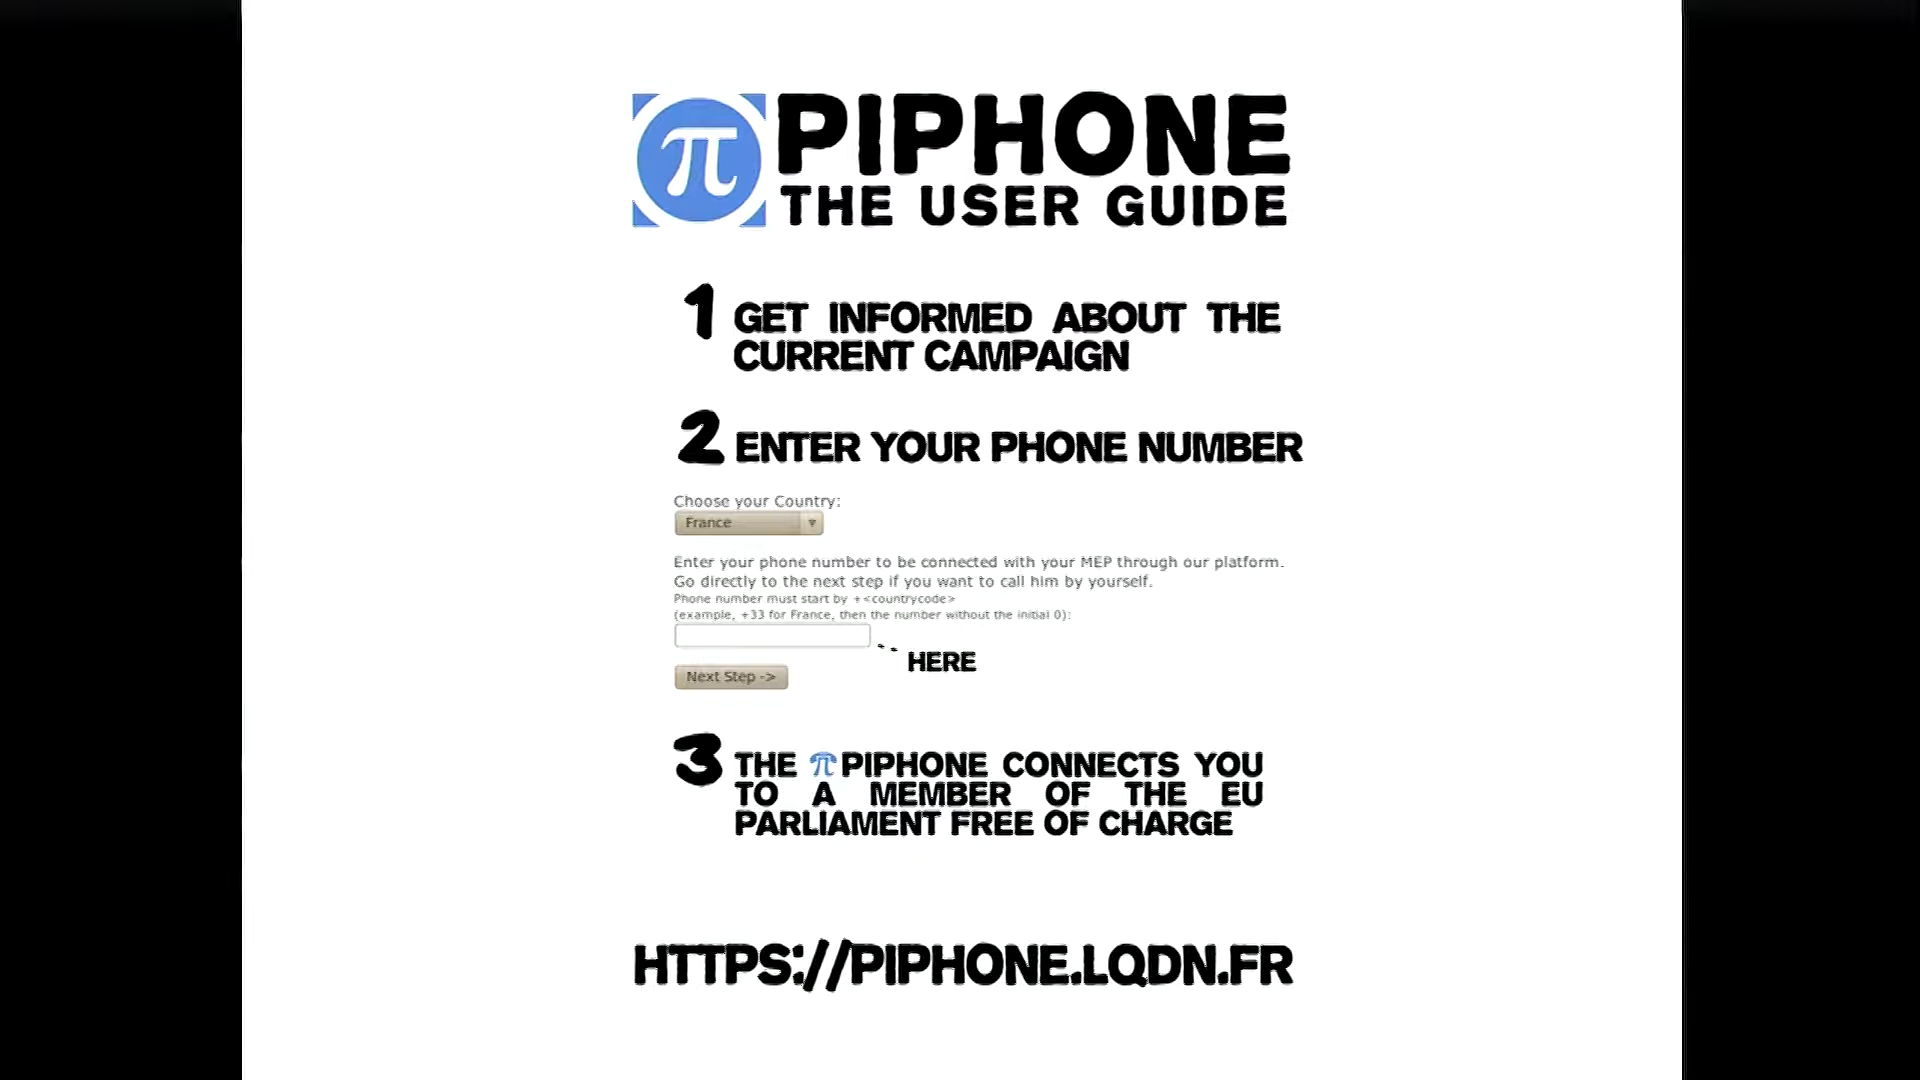 π PIPHONE
THE USER GUIDE
1 GET INFORMED ABOUT THE
CURRENT CAMPAIGN
2 ENTER YOUR PHONE NUMBER
Choose your Country:
France
Enter your phone number to be connected with your MEP through our platform.
Go directly to the next step if you want to call him by yourself.
Phone number must start by +<countrycode>
(example, +33 for France, then the number without the initial 0):
HERE
Next Step ->
3 THE πPIPHONE CONNECTS YOU
TO A MEMBER OF THE EU
PARLIAMENT FREE OF CHARGE
HTTPS://PIPHONE.LQDN.FR